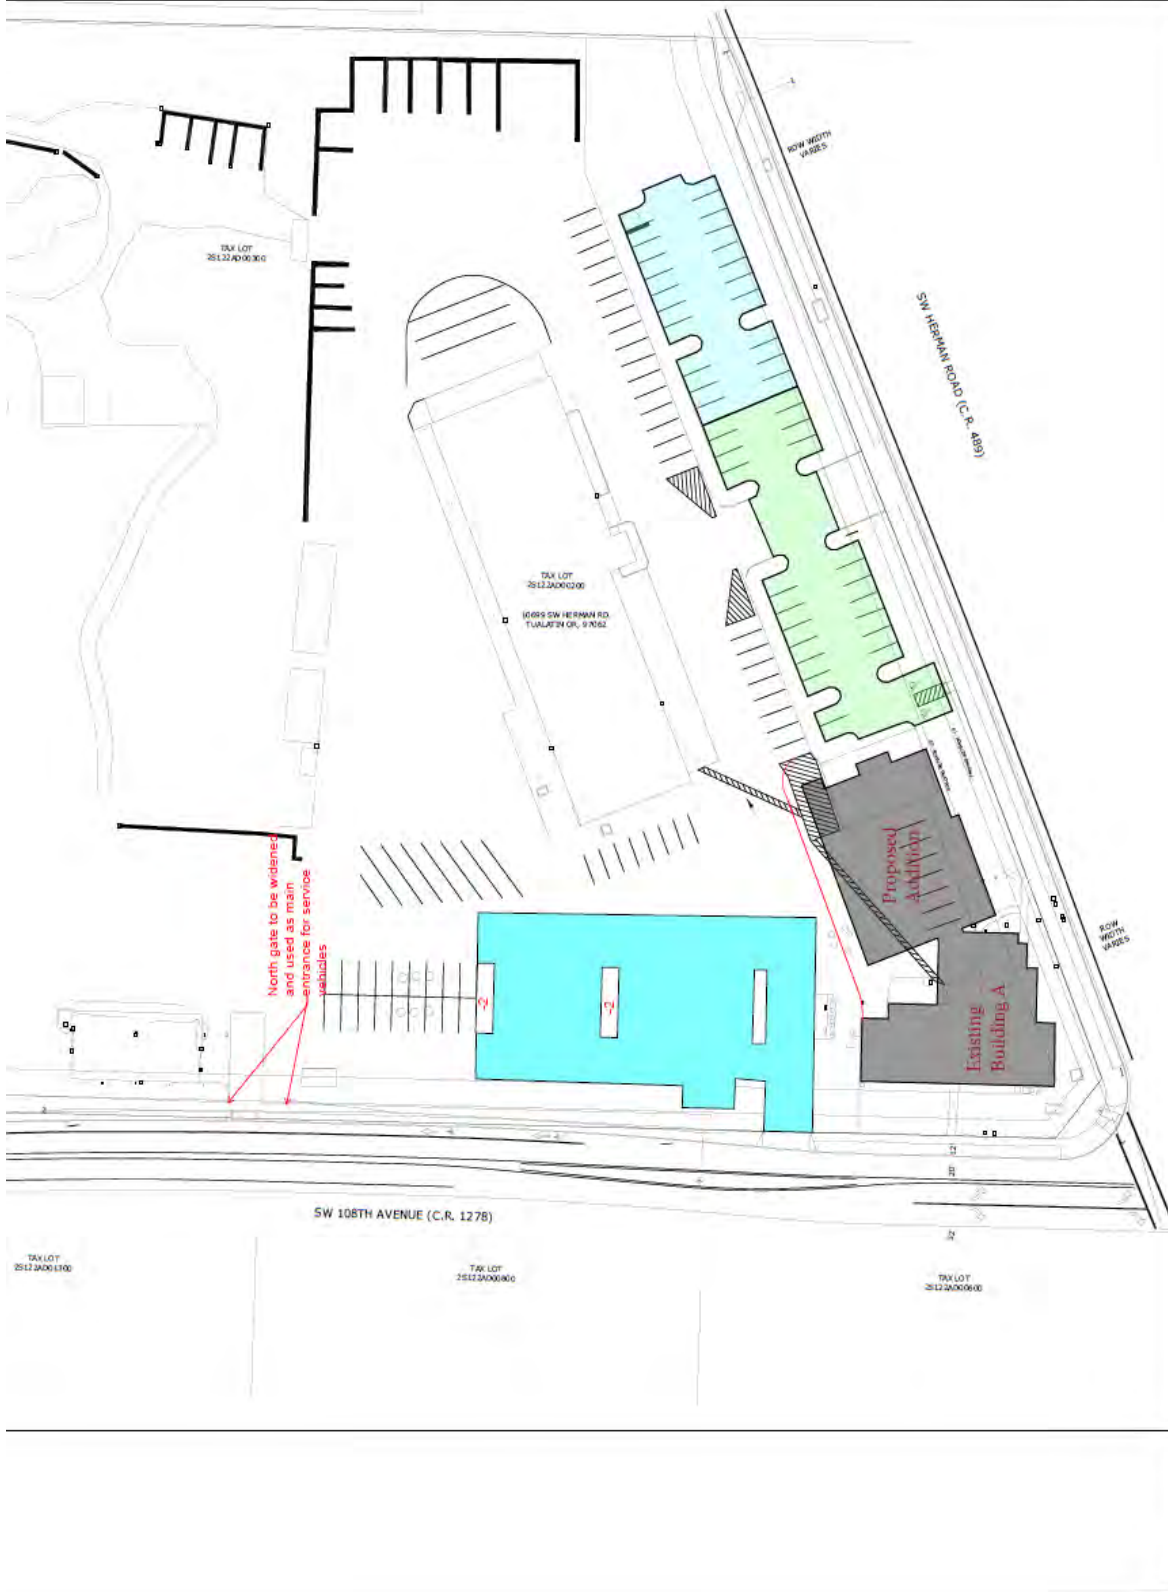 ROW WIDTH
VARIES
TAX LOT
2S122AD00300
SW HERMAN ROAD (C.R. 489)
TAX LOT
2S122AD00200
10699 SW HERMAN RD.
TUALATIN OR, 97062
Proposed
Addition
North gate to be widened
and used as main
entrance for service
vehicles
ROW
WIDTH
VARIES
-2
-2
Existing
Building A
SW 108TH AVENUE (C.R. 1278)
TAX LOT
2S122AD01300
TAX LOT
2S122AD00800
TAX LOT
2S122AD00600